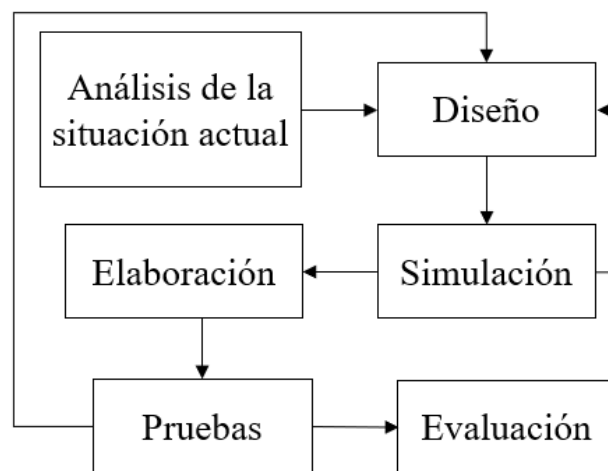 Análisis de la
situación actual
Diseño
Elaboración
Simulación
Pruebas
Evaluación